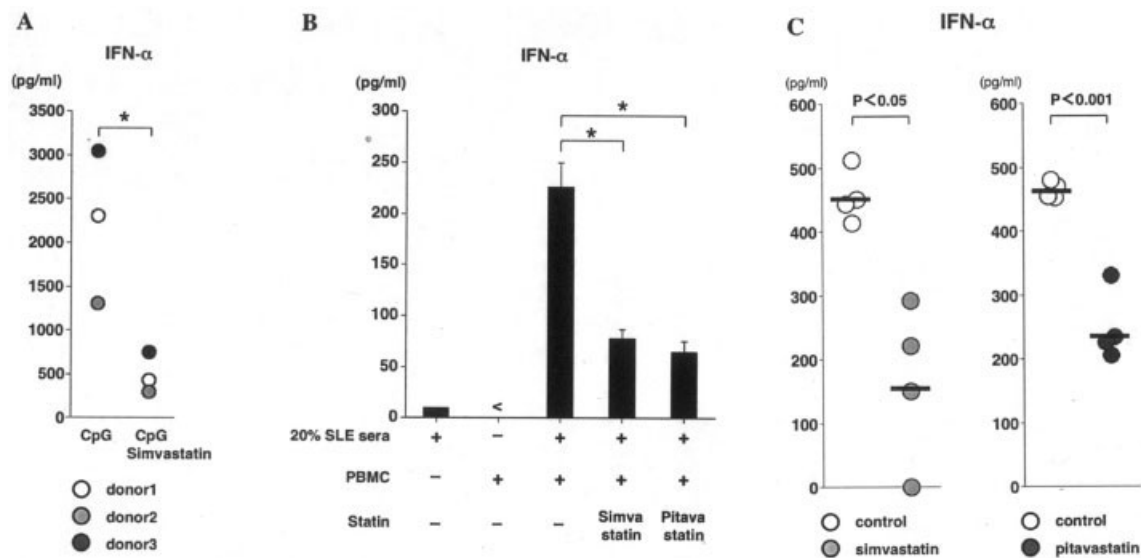 A
IFN-α
(pg/ml)
3500
3000
2500
2000
1500
1000
500
0
*
CpG
CpG
Simvastatin
donor1
donor2
donor3
B
IFN-α
(pg/ml)
300
250
200
150
100
50
0
*
*
<
20% SLE sera + − + + +
PBMC − + + + +
Statin − − − Simva statin Pitava statin
C
IFN-α
(pg/ml)
600
500
400
300
200
100
0
P<0.05
control
simvastatin
(pg/ml)
600
500
400
300
200
100
0
P<0.001
control
pitavastatin